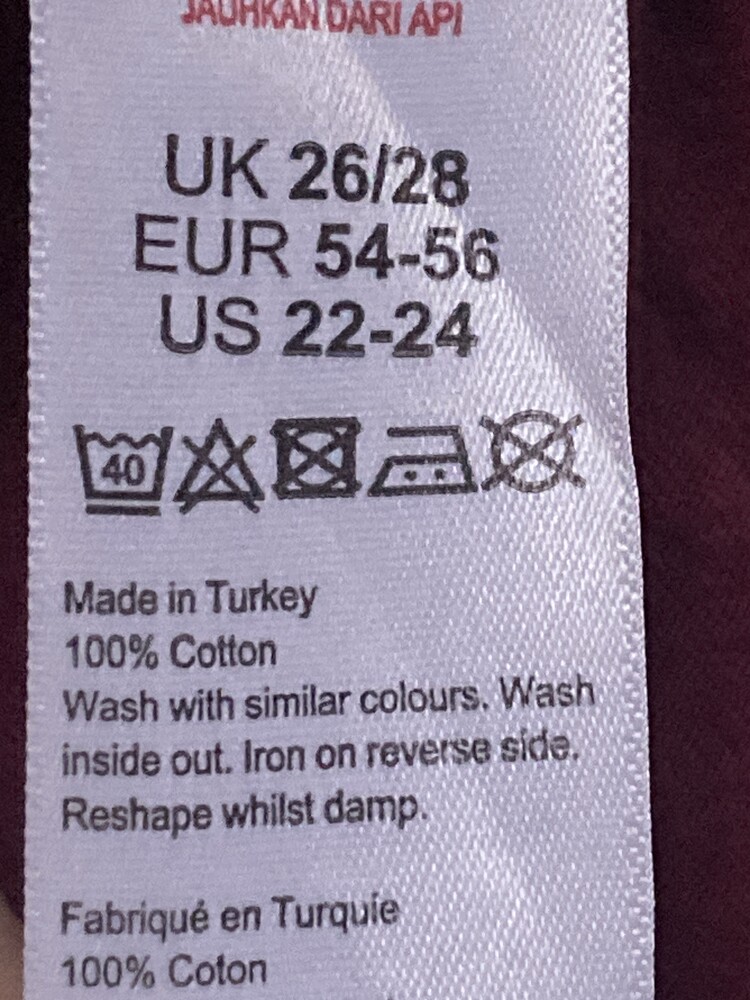 JAUHKAN DARI API
UK 26/28
EUR 54-56
US 22-24
40
Made in Turkey
100% Cotton
Wash with similar colours. Wash
inside out. Iron on reverse side.
Reshape whilst damp.
Fabriqué en Turquie
100% Coton